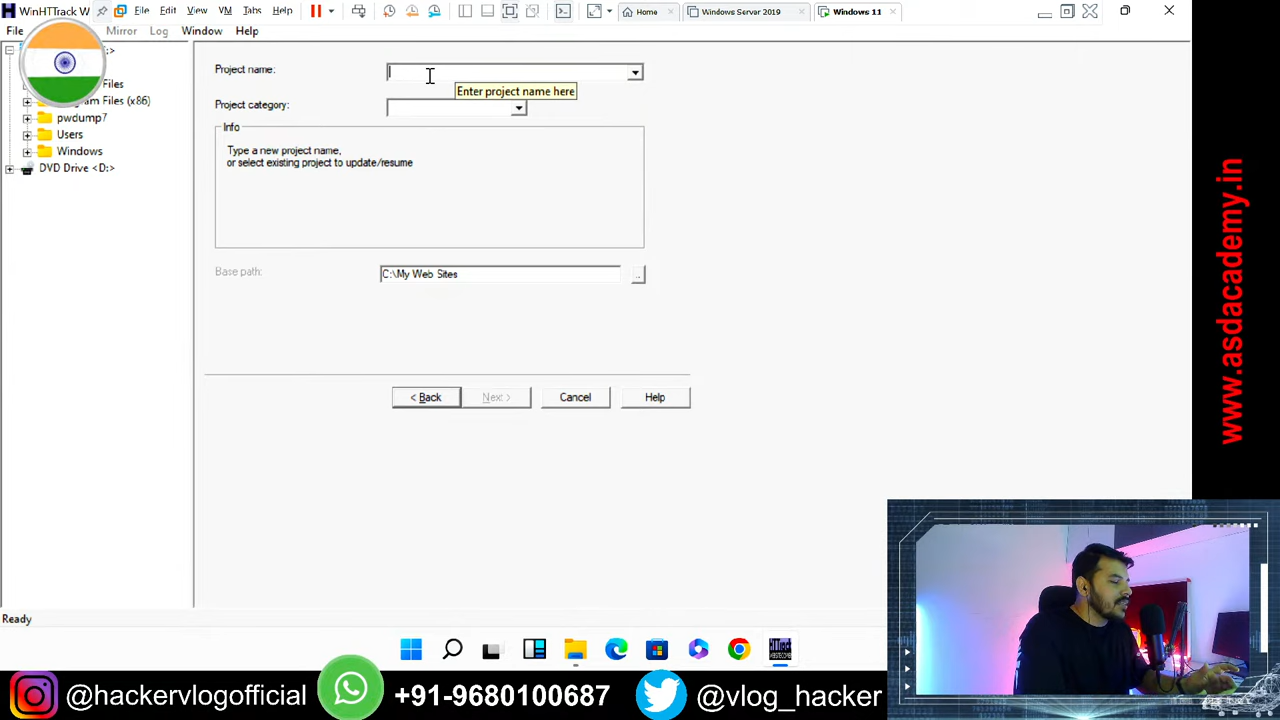 WinHTTrack W
File Edit View VM Tabs Help
Home
Windows Server 2019
Windows 11
File
Mirror Log Window Help
Files
am Files (x86)
pwdump7
Users
Windows
DVD Drive <D:>
Project name:
Enter project name here
Project category:
Info
Type a new project name,
or select existing project to update/resume
Base path:
C:\My Web Sites
..
< Back
Next >
Cancel
Help
Ready
www.asdacademy.in
@hackervlogofficial
+91-9680100687
@vlog_hacker